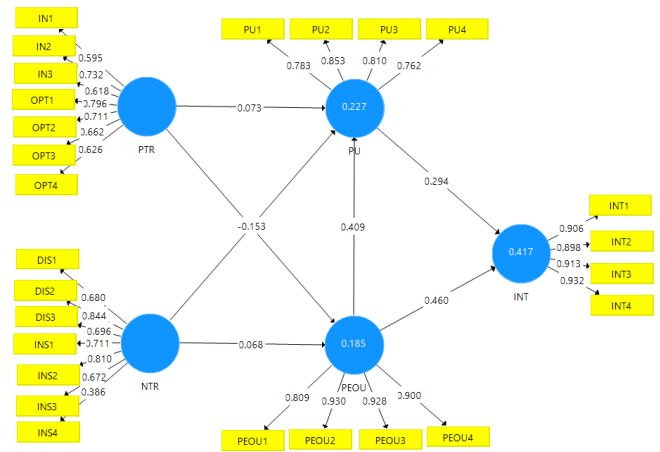 IN1
IN2
IN3
OPT1
OPT2
OPT3
OPT4
0.595
0.732
0.618
0.796
0.711
0.662
0.626
PTR
PU1
PU2
PU3
PU4
0.783
0.853
0.810
0.762
0.227
PU
0.073
-0.153
0.409
0.294
0.460
0.068
DIS1
DIS2
DIS3
INS1
INS2
INS3
INS4
0.680
0.844
0.696
0.711
0.810
0.672
0.386
NTR
0.185
PEOU
0.809
0.930
0.928
0.900
PEOU1
PEOU2
PEOU3
PEOU4
0.417
INT
0.906
0.898
0.913
0.932
INT1
INT2
INT3
INT4